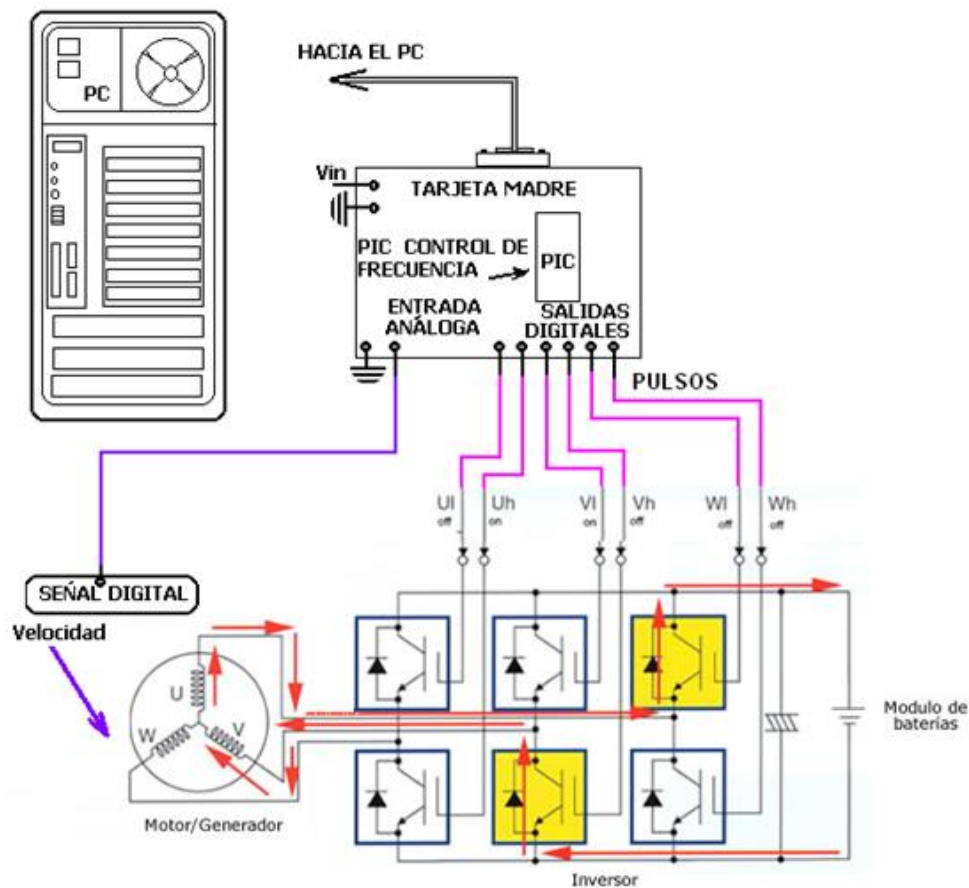 HACIA EL PC
PC
Vin
TARJETA MADRE
PIC CONTROL DE
FRECUENCIA
PIC
ENTRADA
ANÁLOGA
SALIDAS
DIGITALES
PULSOS
Ul
off
Uh
on
Vl
on
Vh
off
Wl
off
Wh
off
SEÑAL DIGITAL
Velocidad
U
W
V
Motor/Generador
Modulo de
baterías
Inversor